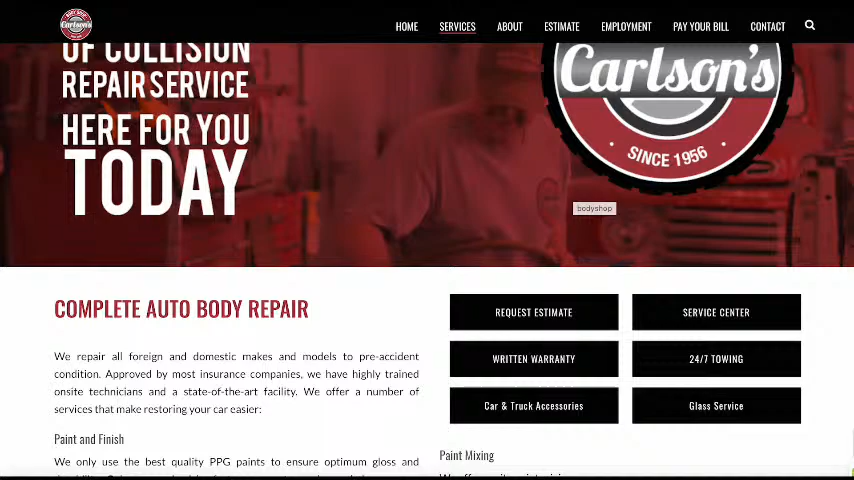 Carlson's
HOME
SERVICES
ABOUT
ESTIMATE
EMPLOYMENT
PAY YOUR BILL
CONTACT
OF COLLISION
REPAIR SERVICE
HERE FOR YOU
TODAY
Carlson's
SINCE 1956
bodyshop
COMPLETE AUTO BODY REPAIR
We repair all foreign and domestic makes and models to pre-accident
condition. Approved by most insurance companies, we have highly trained
onsite technicians and a state-of-the-art facility. We offer a number of
services that make restoring your car easier:
Paint and Finish
We only use the best quality PPG paints to ensure optimum gloss and
REQUEST ESTIMATE
SERVICE CENTER
WRITTEN WARRANTY
24/7 TOWING
Car & Truck Accessories
Glass Service
Paint Mixing